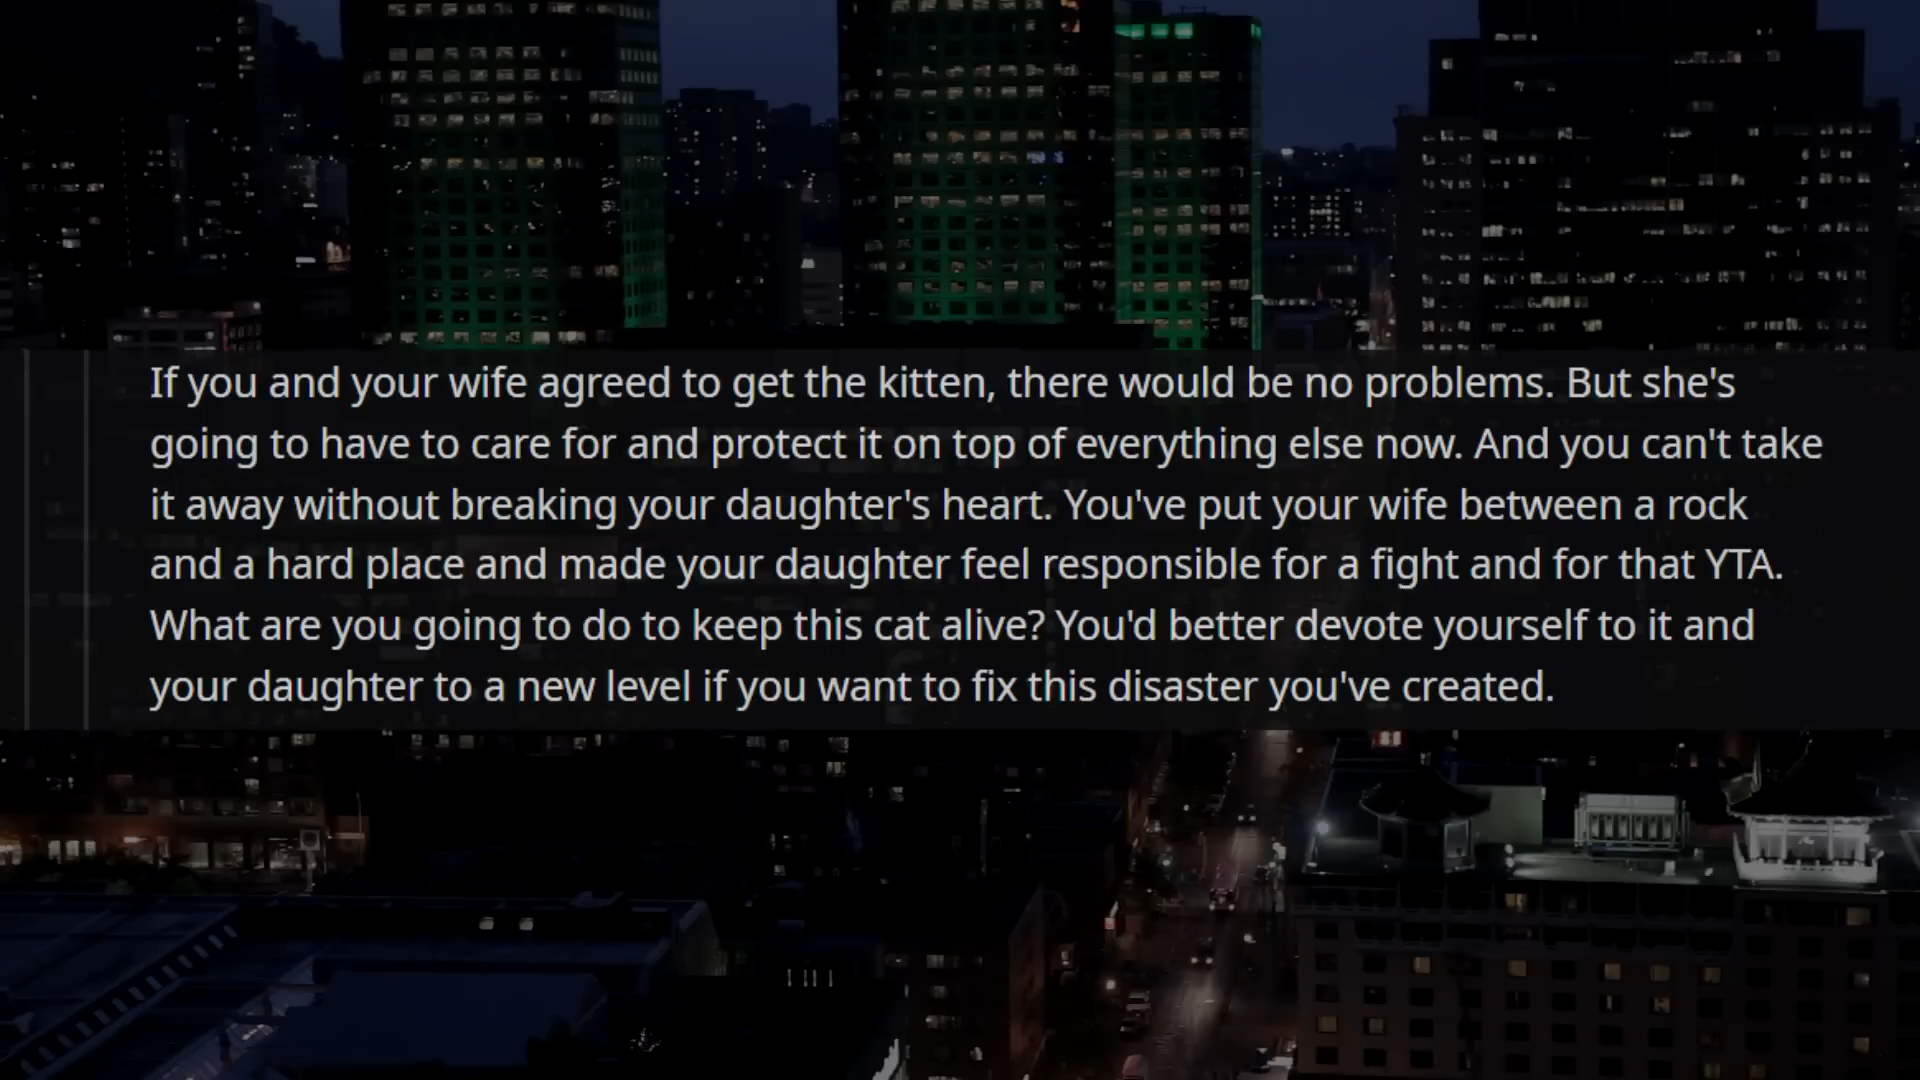 If you and your wife agreed to get the kitten, there would be no problems. But she's
going to have to care for and protect it on top of everything else now. And you can't take
it away without breaking your daughter's heart. You've put your wife between a rock
and a hard place and made your daughter feel responsible for a fight and for that YTA.
What are you going to do to keep this cat alive? You'd better devote yourself to it and
your daughter to a new level if you want to fix this disaster you've created.